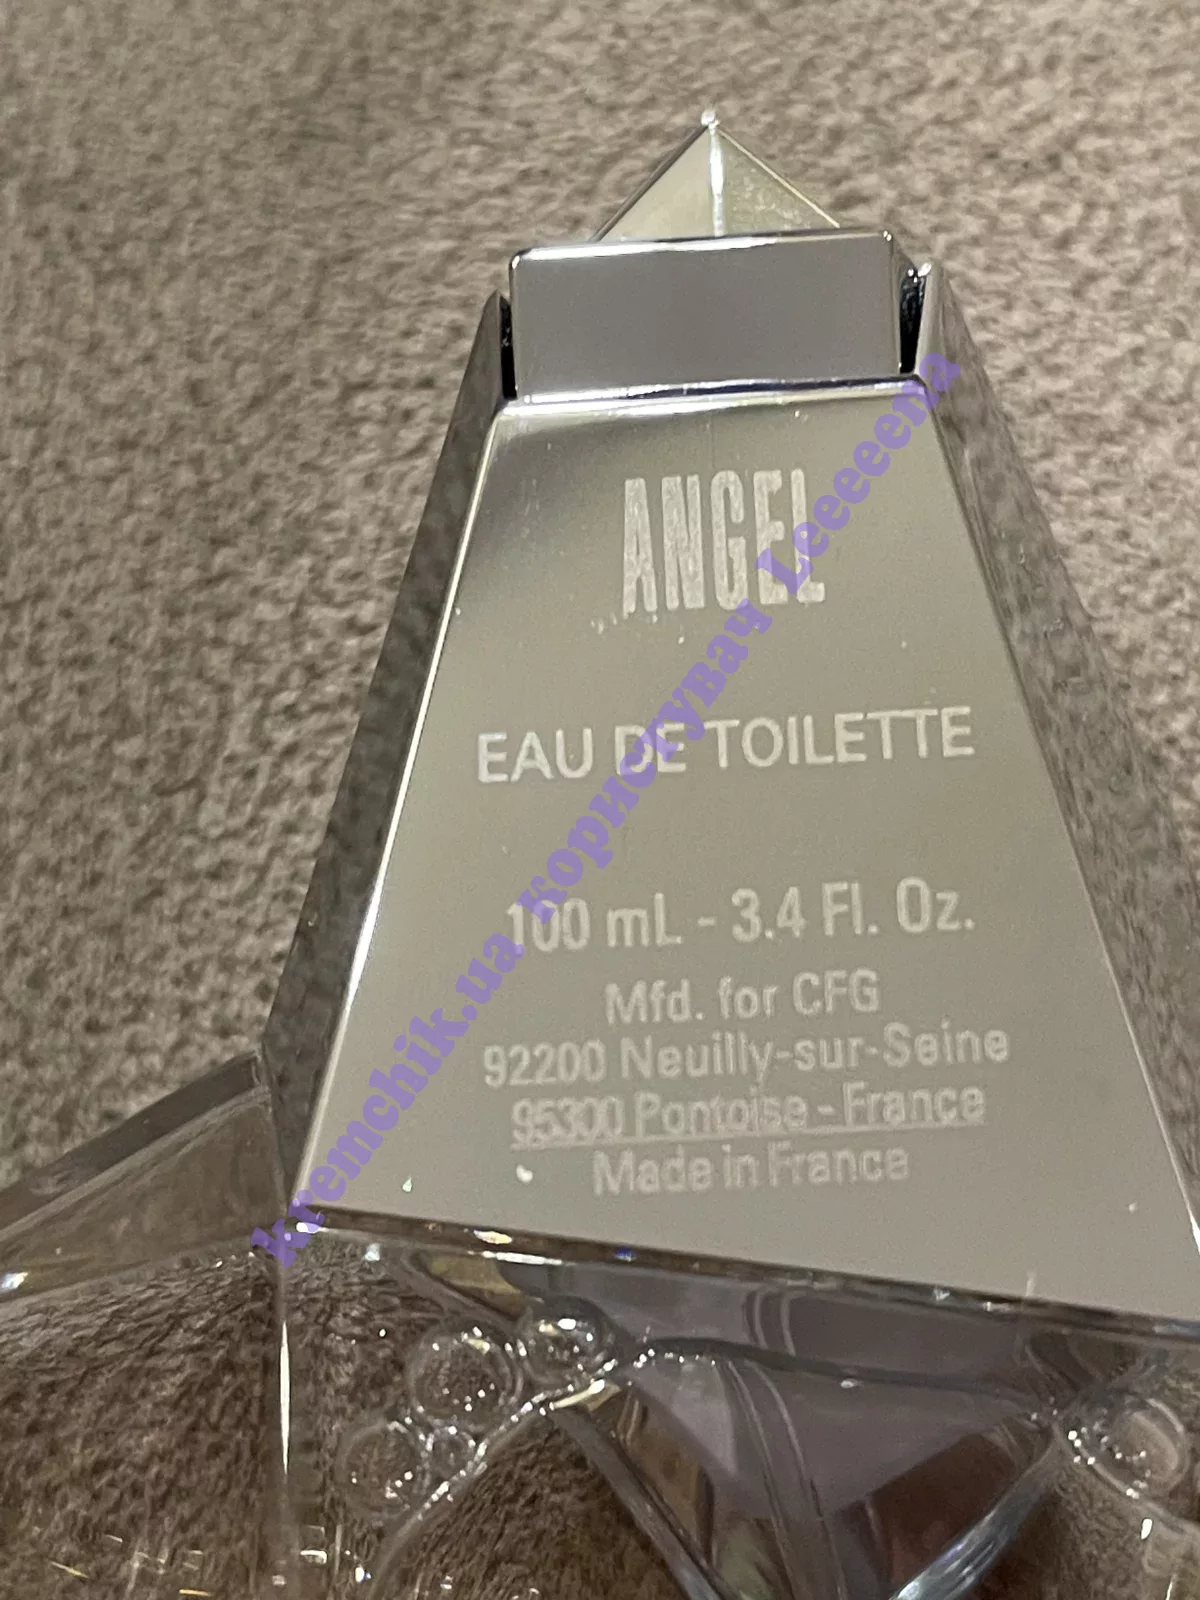 ANGEL
EAU DE TOILETTE
100 mL - 3.4 Fl. Oz.
Mfd. for CFG
92200 Neuilly-sur-Seine
95300 Pontoise - France
Made in France
kremchik.ua користувач Leeeeena